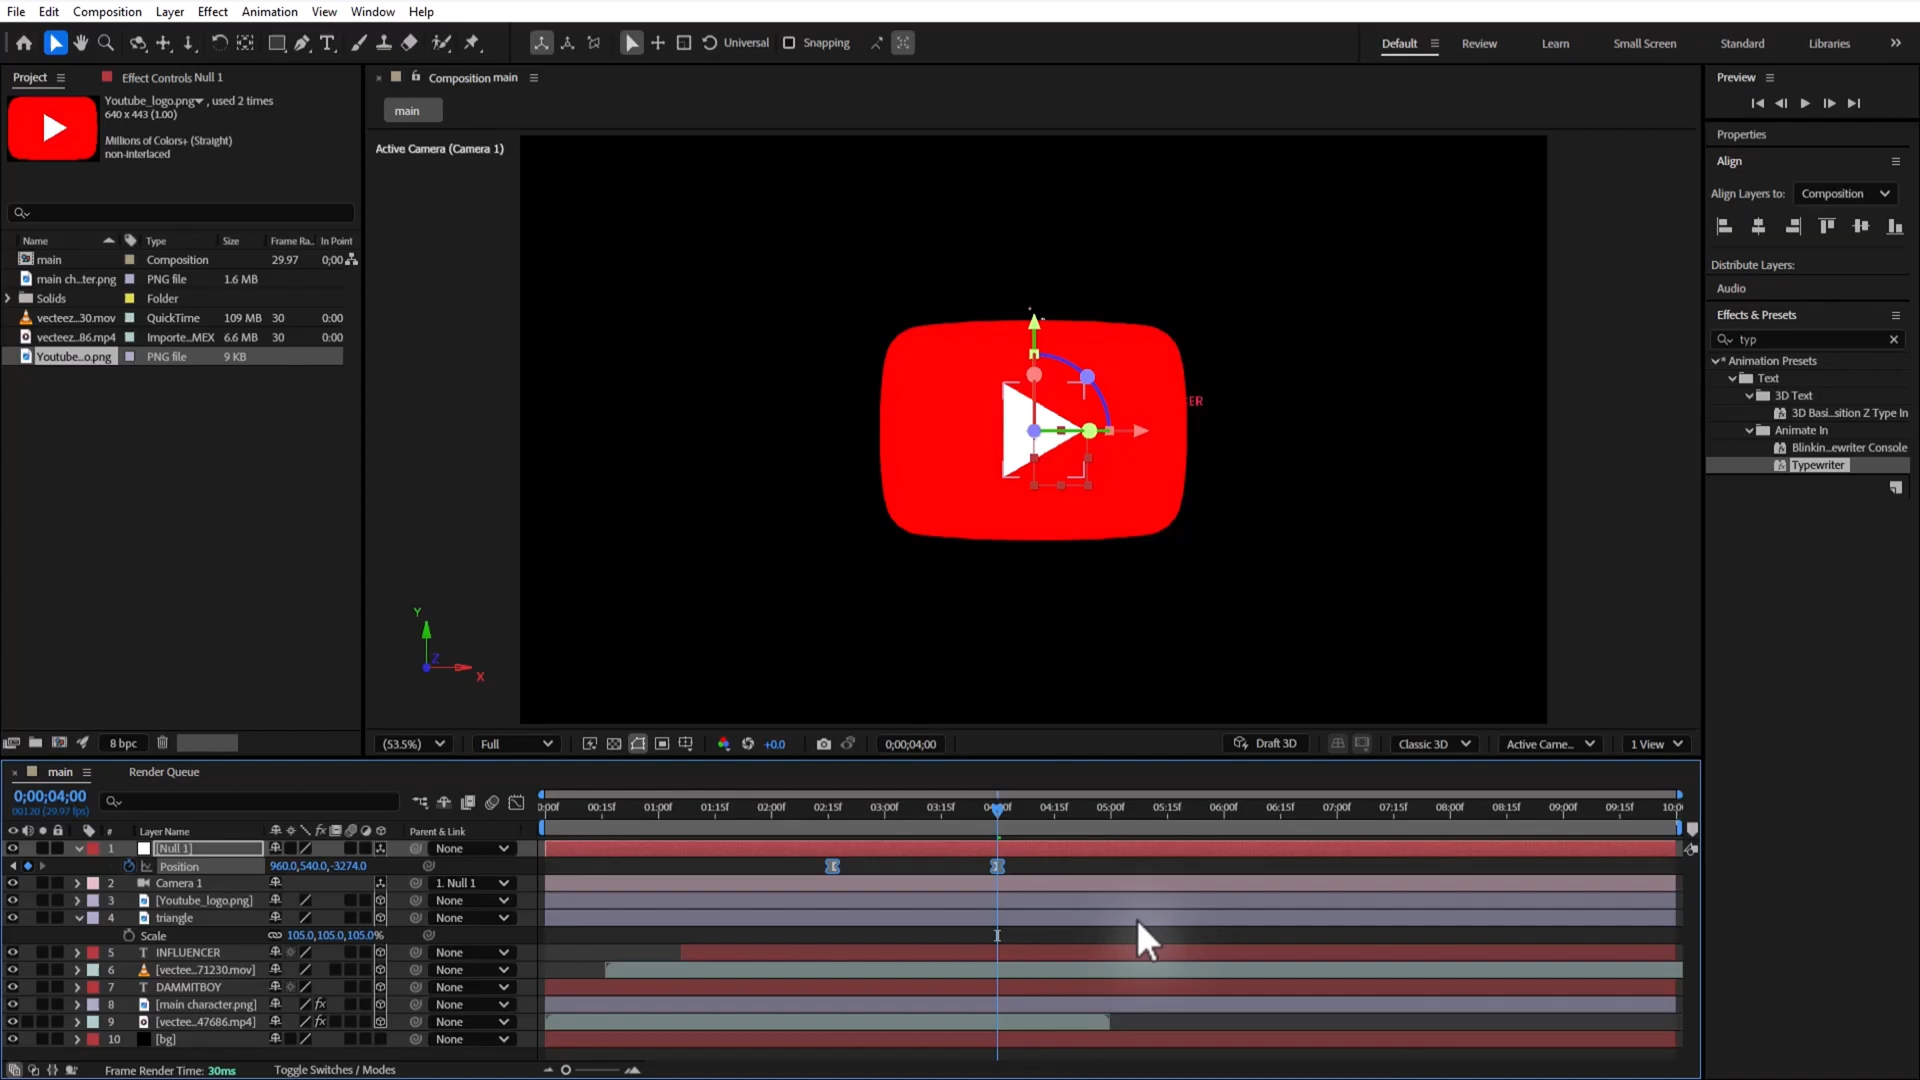 File Edit Composition Layer Effect Animation View Window Help
Universal Snapping Default Review Learn Small Screen Standard Libraries
Project Effect Controls Null 1
Youtube_logo.png , used 2 times
640 x 443 (1.00)
Millions of Colors+ (Straight)
non-interlaced
Name Type Size Frame Ra... In Point
main Composition 29.97 0;00
main ch...ter.png PNG file 1.6 MB
Solids Folder
vecteez...30.mov QuickTime 109 MB 30 0:00
vecteez...86.mp4 Importe...MEX 6.6 MB 30 0:00
Youtube...o.png PNG file 9 KB
8 bpc
Composition main
main
Active Camera (Camera 1)
ER
Y
Z
X
(53.5%) Full +0.0 0;00;04;00 Draft 3D Classic 3D Active Came... 1 View
Preview
Properties
Align
Align Layers to: Composition
Distribute Layers:
Audio
Effects & Presets
typ
* Animation Presets
Text
3D Text
3D Basi...sition Z Type In
Animate In
Blinkin...ewriter Console
Typewriter
main Render Queue
0;00;04;00
00120 (29.97 fps)
0:00f 00:15f 01:00f 01:15f 02:00f 02:15f 03:00f 03:15f 04:00f 04:15f 05:00f 05:15f 06:00f 06:15f 07:00f 07:15f 08:00f 08:15f 09:00f 09:15f 10:0
# Layer Name fx Parent & Link
1 [Null 1] None
Position 960.0,540.0,-3274.0
2 Camera 1 1. Null 1
3 [Youtube_logo.png] None
4 triangle None
Scale 105.0,105.0,105.0%
5 T INFLUENCER None
6 [vectee...71230.mov] None
7 T DAMMITBOY None
8 [main character.png] fx None
9 [vectee...47686.mp4] fx None
10 [bg] None
Frame Render Time: 30ms Toggle Switches / Modes